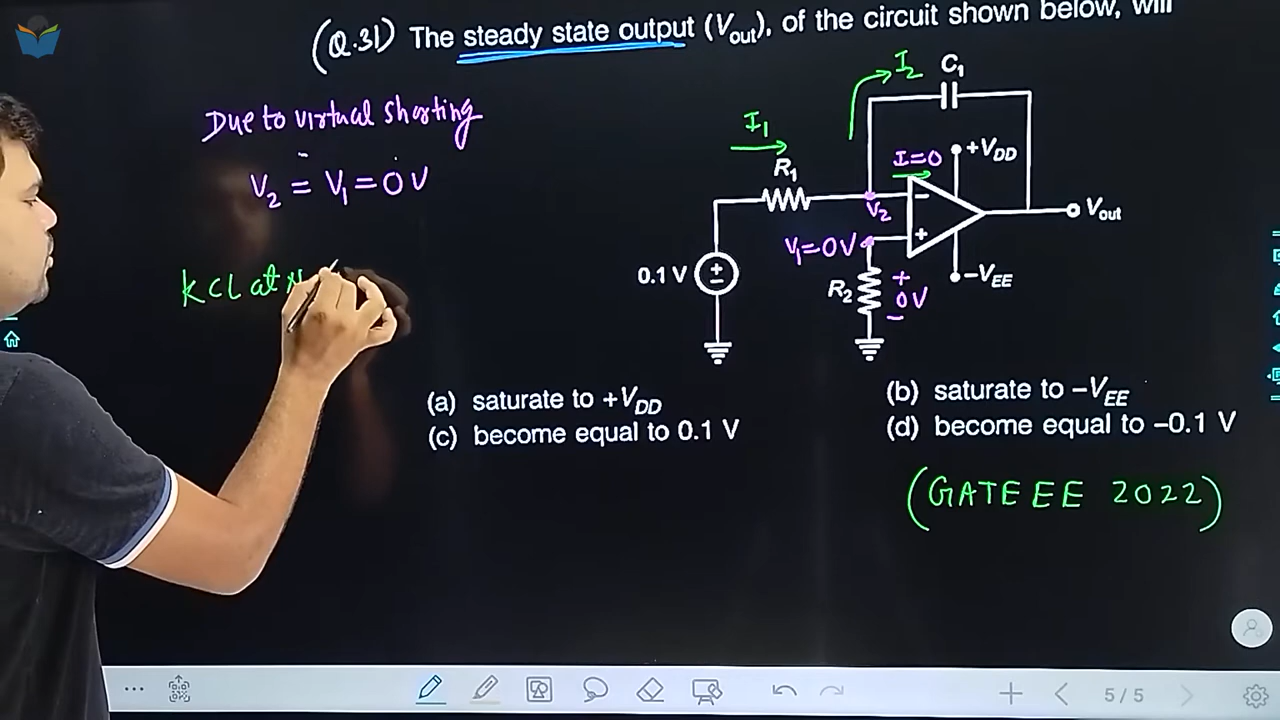 (Q.31) The steady state output (Vout), of the circuit shown below, will
Due to virtual shorting
V2 = V1 = 0V
KCL at
I1
I2
C1
R1
I=0
+VDD
V2
Vout
V1=0V
0.1 V
R2
+
0V
−
−VEE
(a) saturate to +VDD
(b) saturate to −VEE
(c) become equal to 0.1 V
(d) become equal to −0.1 V
(GATE EE 2022)
5/5